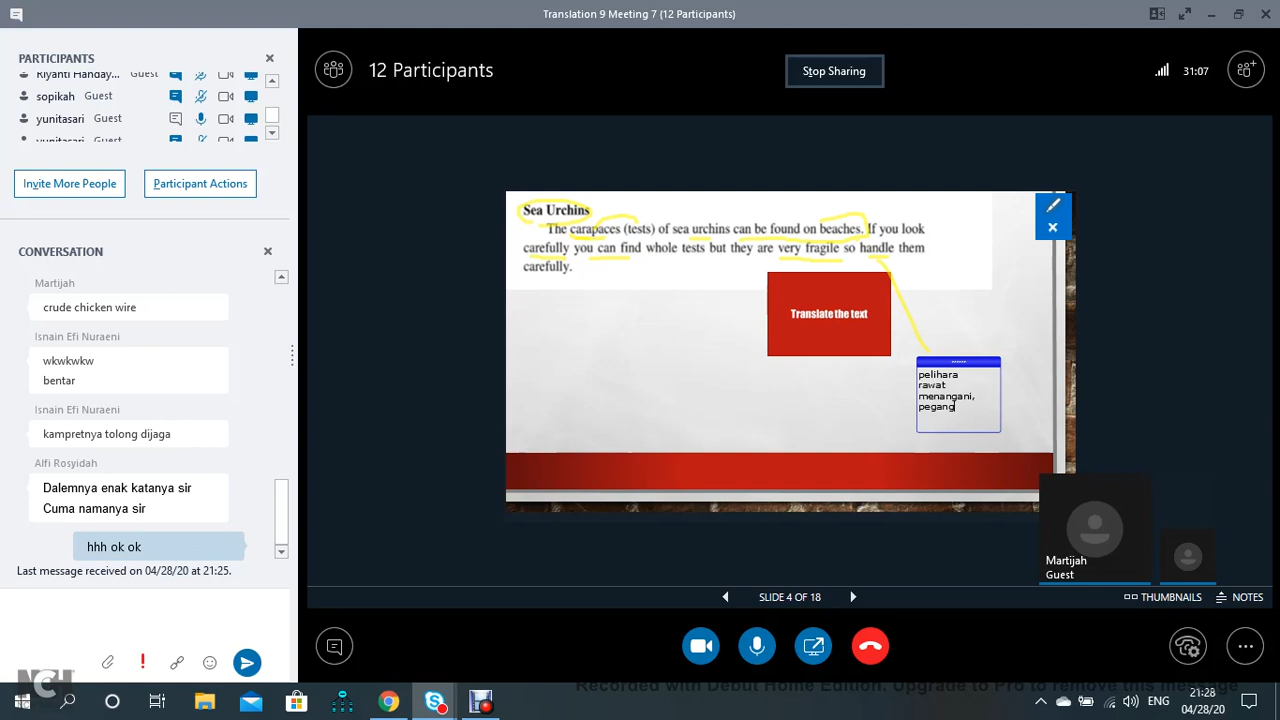 Translation 9 Meeting 7 (12 Participants)
PARTICIPANTS
Riyanti Handay... Guest
sopikah Guest
yunitasari Guest
yunitasari Guest
Invite More People
Participant Actions
CONVERSATION
Martijah
crude chicken wire
Isnain Efi Nuraeni
wkwkwkw
bentar
Isnain Efi Nuraeni
kampretnya tolong dijaga
Alfi Rosyidah
Dalemnya enak katanya sir
Cuma namanya sir
hhh ok ok
Last message received on 04/28/20 at 21:25.
12 Participants
Stop Sharing
31:07
Sea Urchins
The carapaces (tests) of sea urchins can be found on beaches. If you look
carefully you can find whole tests but they are very fragile so handle them
carefully.
Translate the text
pelihara
rawat
menangani,
pegang
Martijah
Guest
SLIDE 4 OF 18
THUMBNAILS
NOTES
NCH
Recorded with Debut Home Edition. Upgrade to Pro to remove this message
ENG
21:28
04/28/20